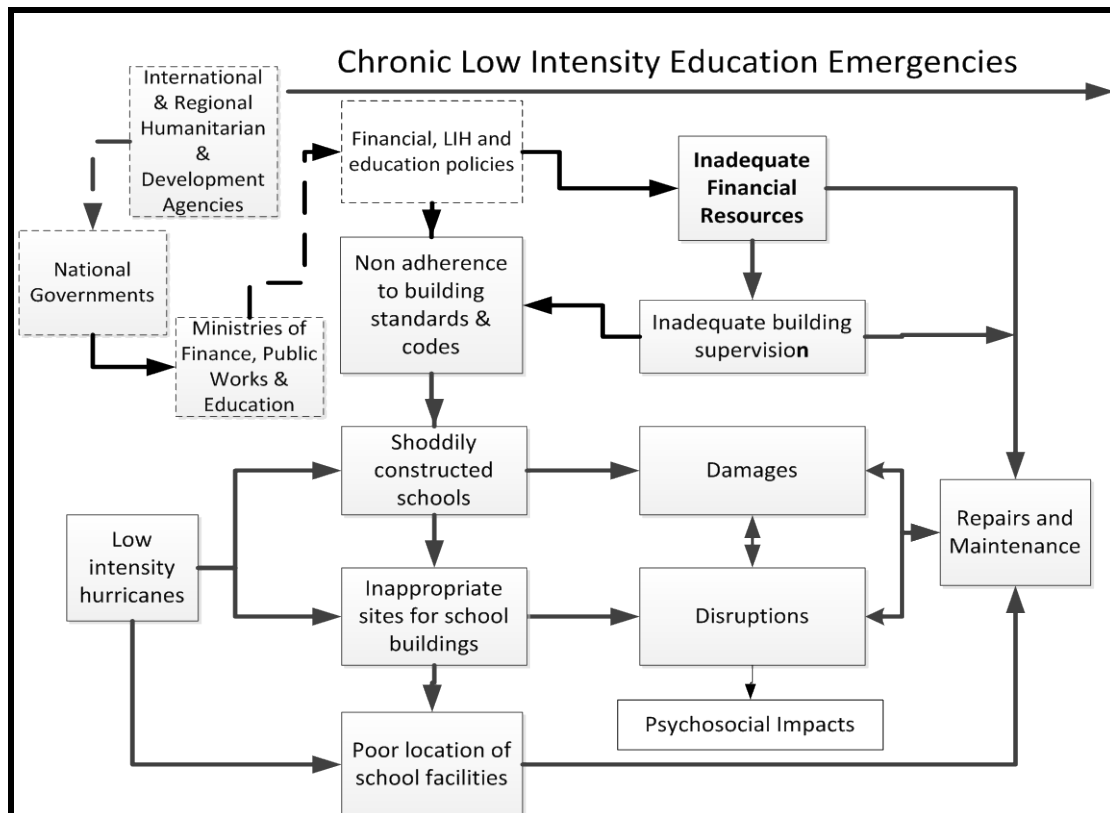 Chronic Low Intensity Education Emergencies
International
& Regional
Humanitarian
&
Development
Agencies
Financial, LIH and
education policies
Inadequate
Financial
Resources
National
Governments
Non adherence
to building
standards &
codes
Ministries of
Finance, Public
Works &
Education
Inadequate building
supervision
Shoddily
constructed
schools
Damages
Low
intensity
hurricanes
Repairs and
Maintenance
Inappropriate
sites for school
buildings
Disruptions
Psychosocial Impacts
Poor location of
school facilities